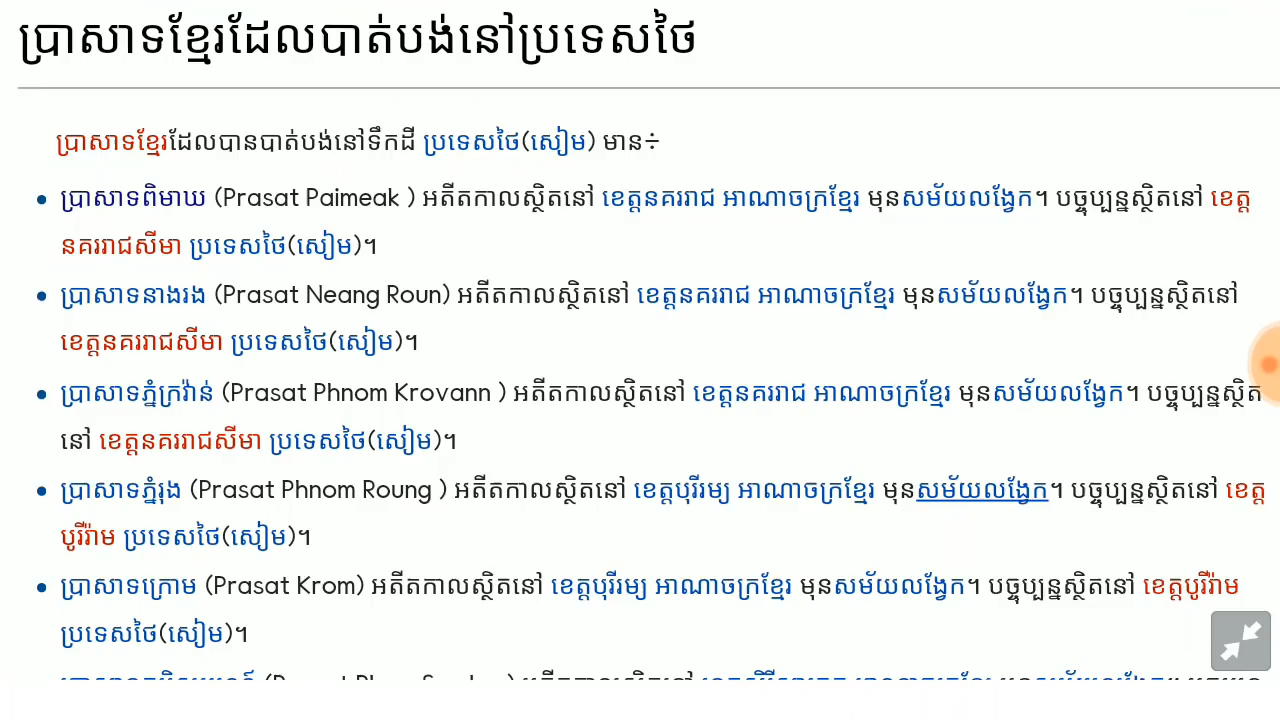 ប្រាសាទខ្មែរដែលបាត់បង់នៅប្រទេសថៃ
ប្រាសាទខ្មែរដែលបានបាត់បង់នៅទឹកដី ប្រទេសថៃ(សៀម) មាន÷
ប្រាសាទពិមាឃ (Prasat Paimeak ) អតីតកាលស្ថិតនៅ ខេត្តនគររាជ អាណាចក្រខ្មែរ មុនសម័យលង្វែក។ បច្ចុប្បន្នស្ថិតនៅ ខេត្ត
នគររាជសីមា ប្រទេសថៃ(សៀម)។
ប្រាសាទនាងរង (Prasat Neang Roun) អតីតកាលស្ថិតនៅ ខេត្តនគររាជ អាណាចក្រខ្មែរ មុនសម័យលង្វែក។ បច្ចុប្បន្នស្ថិតនៅ
ខេត្តនគររាជសីមា ប្រទេសថៃ(សៀម)។
ប្រាសាទភ្នំក្រវ៉ាន់ (Prasat Phnom Krovann ) អតីតកាលស្ថិតនៅ ខេត្តនគររាជ អាណាចក្រខ្មែរ មុនសម័យលង្វែក។ បច្ចុប្បន្នស្ថិត
នៅ ខេត្តនគររាជសីមា ប្រទេសថៃ(សៀម)។
ប្រាសាទភ្នំរុង (Prasat Phnom Roung ) អតីតកាលស្ថិតនៅ ខេត្តបុរីរម្យ អាណាចក្រខ្មែរ មុនសម័យលង្វែក។ បច្ចុប្បន្នស្ថិតនៅ ខេត្ត
បូរីរ៉ាម ប្រទេសថៃ(សៀម)។
ប្រាសាទក្រោម (Prasat Krom) អតីតកាលស្ថិតនៅ ខេត្តបុរីរម្យ អាណាចក្រខ្មែរ មុនសម័យលង្វែក។ បច្ចុប្បន្នស្ថិតនៅ ខេត្តបូរីរ៉ាម
ប្រទេសថៃ(សៀម)។